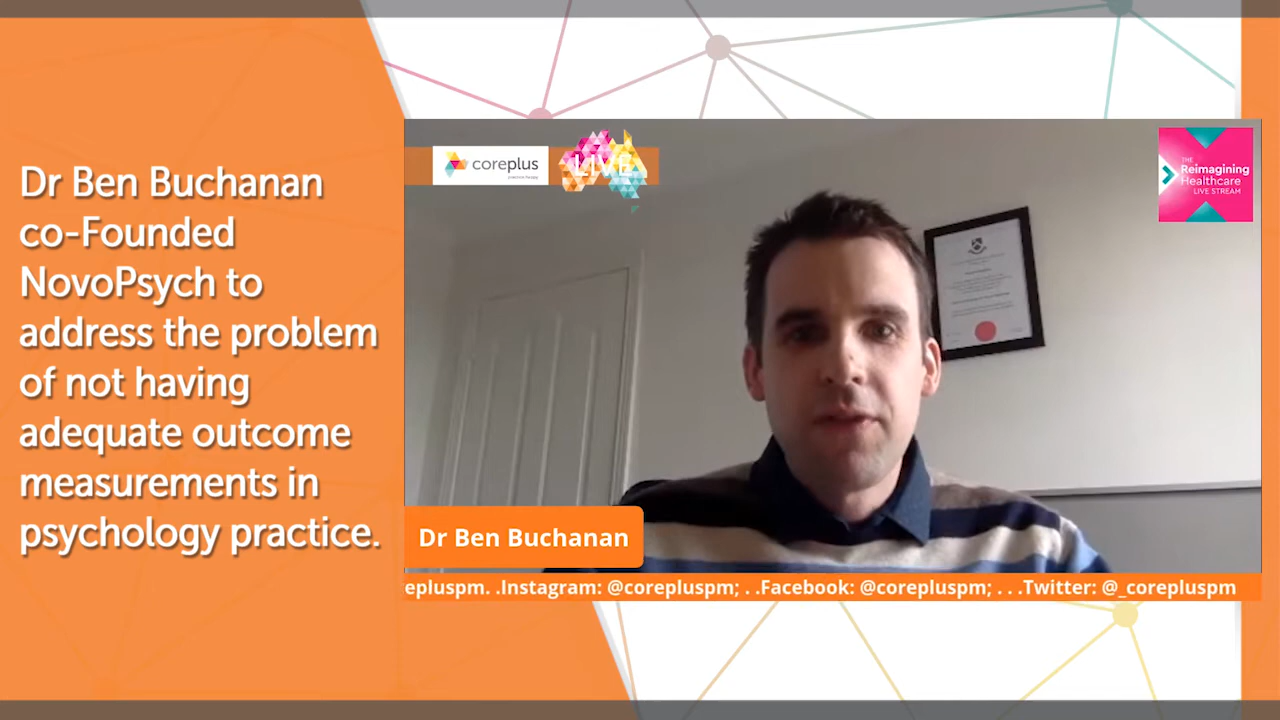 Dr Ben Buchanan
co-Founded
NovoPsych to
address the problem
of not having
adequate outcome
measurements in
psychology practice.
coreplus
LIVE
THE
Reimagining
Healthcare
LIVE STREAM
Dr Ben Buchanan
epluspm. .Instagram: @corepluspm; . .Facebook: @corepluspm; . . .Twitter: @_corepluspm